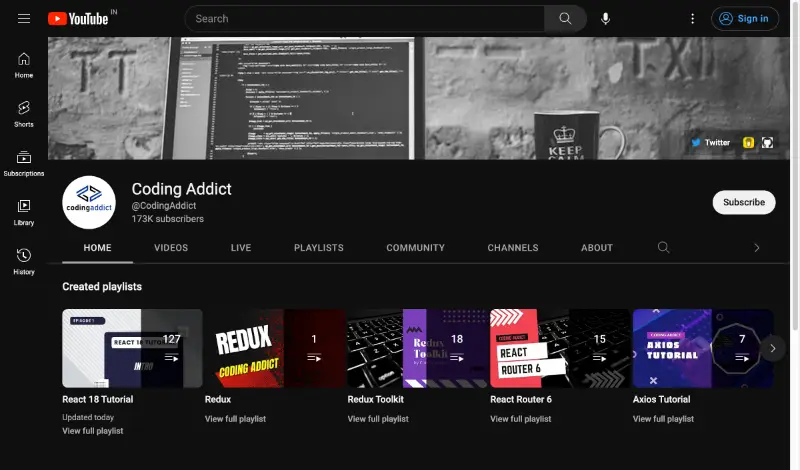 YouTube IN
Search
Sign in
Home
Shorts
Subscriptions
Library
History
KEEP
CALM
Twitter
codingaddict
Coding Addict
@CodingAddict
173K subscribers
Subscribe
HOME VIDEOS LIVE PLAYLISTS COMMUNITY CHANNELS ABOUT
Created playlists
EPISODE 1
REACT 18 TUTORIAL
INTRO
127
React 18 Tutorial
Updated today
View full playlist
REDUX
CODING ADDICT
1
Redux
View full playlist
Redux
Toolkit
18
Redux Toolkit
View full playlist
CODING ADDICT
REACT
ROUTER 6
15
React Router 6
View full playlist
CODING ADDICT
AXIOS
TUTORIAL
7
Axios Tutorial
View full playlist